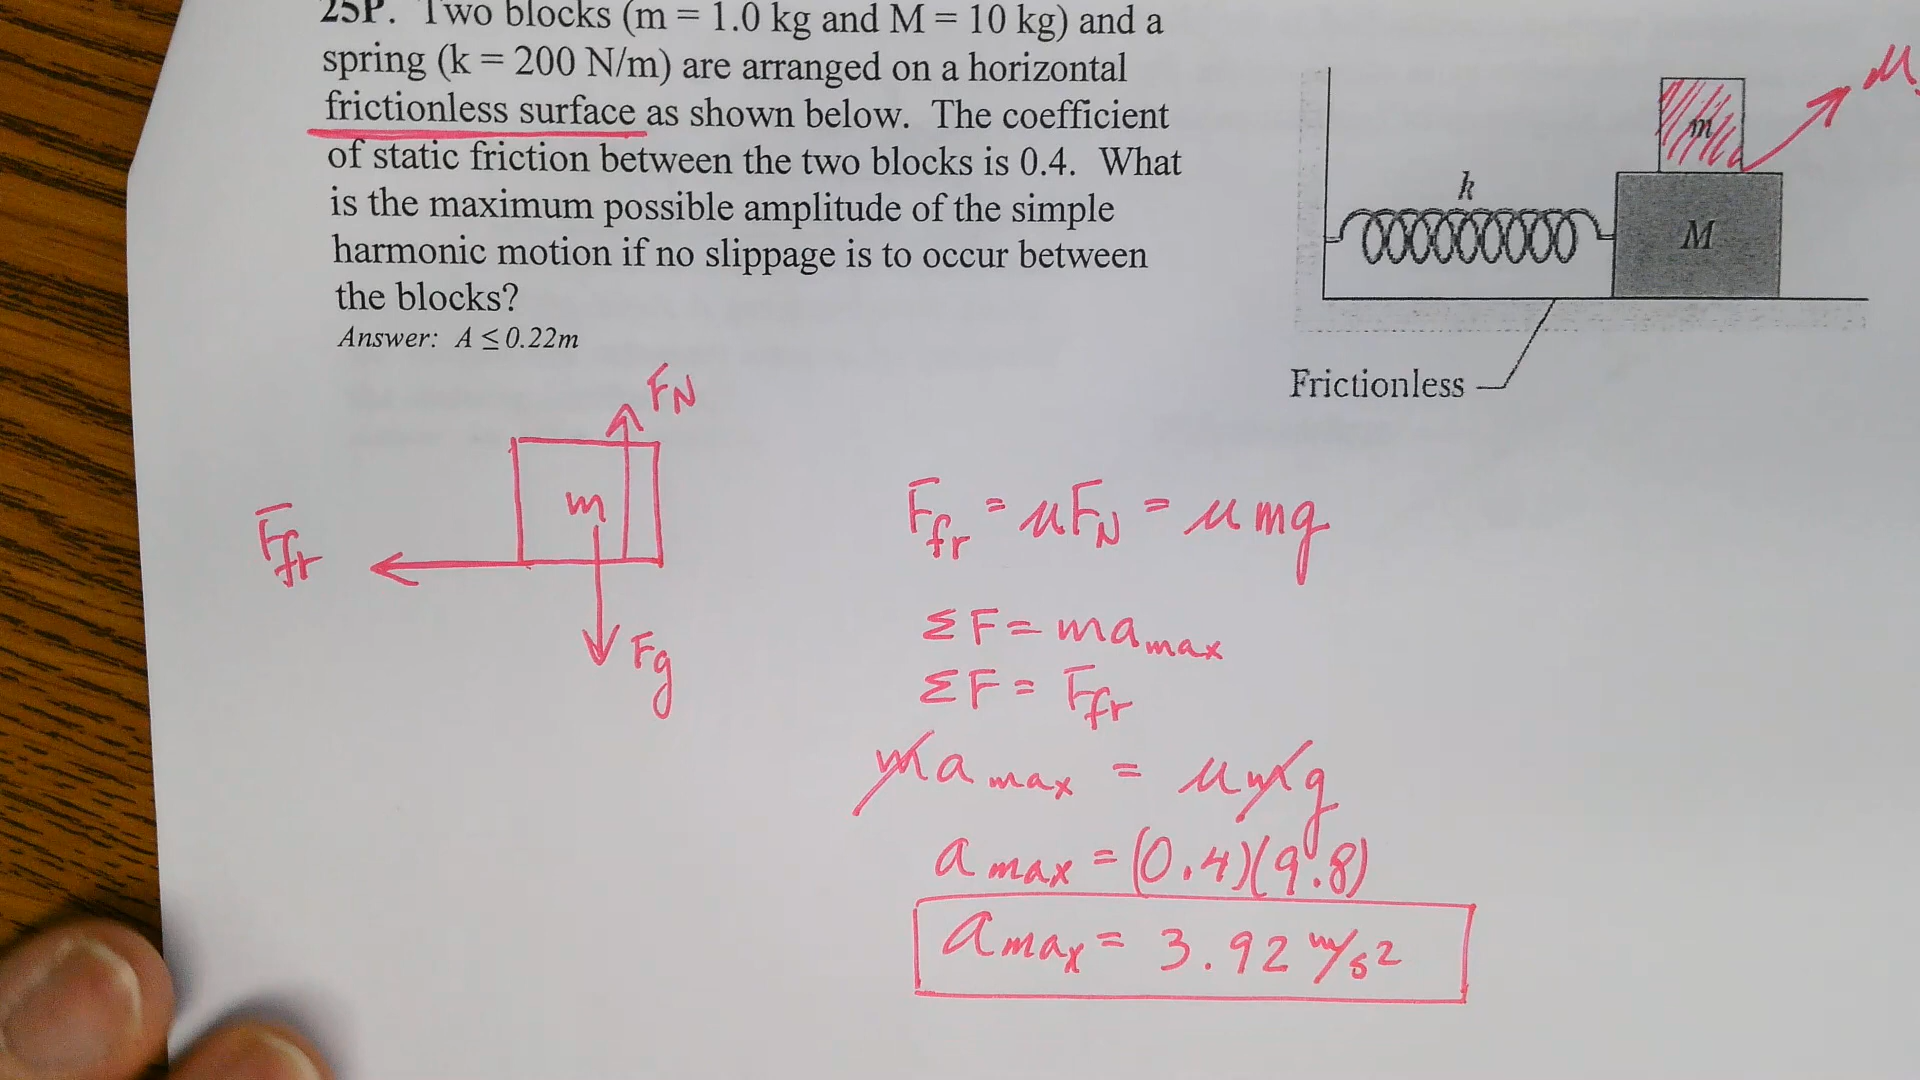 25P. Two blocks (m = 1.0 kg and M = 10 kg) and a
spring (k = 200 N/m) are arranged on a horizontal
frictionless surface as shown below. The coefficient
of static friction between the two blocks is 0.4. What
is the maximum possible amplitude of the simple
harmonic motion if no slippage is to occur between
the blocks?
Answer: A ≤ 0.22m
m
μ
k
M
Frictionless
FN
m
Ffr
Fg
Ffr = μFN = μmg
ΣF = ma max
ΣF = Ffr
ma max = μmg
a max = (0.4)(9.8)
a max = 3.92 m/s2